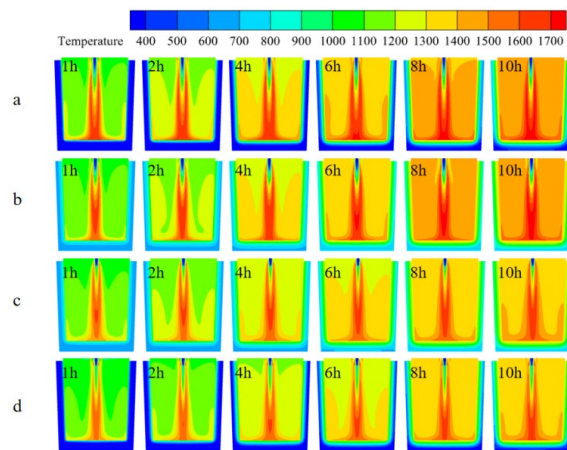 Temperature 400 500 600 700 800 900 1000 1100 1200 1300 1400 1500 1600 1700
a 1h 2h 4h 6h 8h 10h
b 1h 2h 4h 6h 8h 10h
c 1h 2h 4h 6h 8h 10h
d 1h 2h 4h 6h 8h 10h